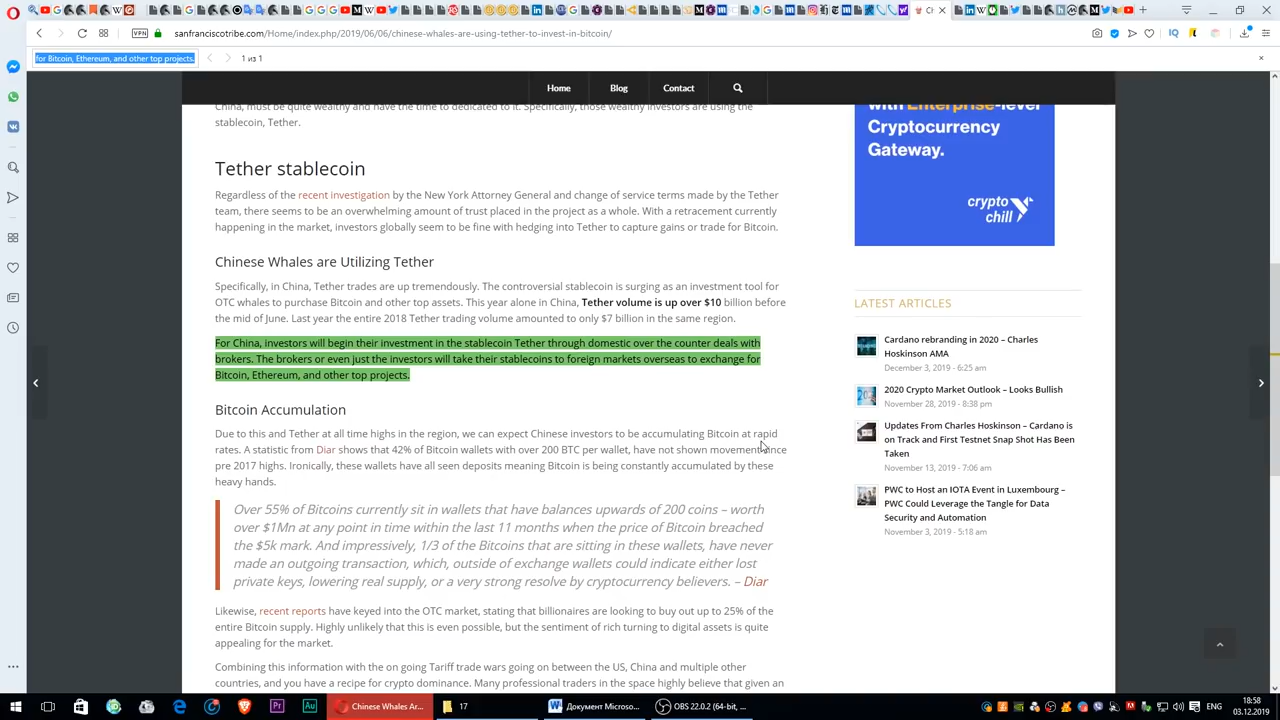 sanfranciscotribe.com/Home/index.php/2019/06/06/chinese-whales-are-using-tether-to-invest-in-bitcoin/
VPN
for Bitcoin, Ethereum, and other top projects.
1 из 1
Home
Blog
Contact
China, must be quite wealthy and have the time to dedicated to it. Specifically, those wealthy investors are using the
stablecoin, Tether.
Tether stablecoin
Regardless of the recent investigation by the New York Attorney General and change of service terms made by the Tether
team, there seems to be an overwhelming amount of trust placed in the project as a whole. With a retracement currently
happening in the market, investors globally seem to be fine with hedging into Tether to capture gains or trade for Bitcoin.
Chinese Whales are Utilizing Tether
Specifically, in China, Tether trades are up tremendously. The controversial stablecoin is surging as an investment tool for
OTC whales to purchase Bitcoin and other top assets. This year alone in China, Tether volume is up over $10 billion before
the mid of June. Last year the entire 2018 Tether trading volume amounted to only $7 billion in the same region.
For China, investors will begin their investment in the stablecoin Tether through domestic over the counter deals with
brokers. The brokers or even just the investors will take their stablecoins to foreign markets overseas to exchange for
Bitcoin, Ethereum, and other top projects.
Bitcoin Accumulation
Due to this and Tether at all time highs in the region, we can expect Chinese investors to be accumulating Bitcoin at rapid
rates. A statistic from Diar shows that 42% of Bitcoin wallets with over 200 BTC per wallet, have not shown movement since
pre 2017 highs. Ironically, these wallets have all seen deposits meaning Bitcoin is being constantly accumulated by these
heavy hands.
Over 55% of Bitcoins currently sit in wallets that have balances upwards of 200 coins – worth
over $1Mn at any point in time within the last 11 months when the price of Bitcoin breached
the $5k mark. And impressively, 1/3 of the Bitcoins that are sitting in these wallets, have never
made an outgoing transaction, which, outside of exchange wallets could indicate either lost
private keys, lowering real supply, or a very strong resolve by cryptocurrency believers. – Diar
Likewise, recent reports have keyed into the OTC market, stating that billionaires are looking to buy out up to 25% of the
entire Bitcoin supply. Highly unlikely that this is even possible, but the sentiment of rich turning to digital assets is quite
appealing for the market.
Combining this information with the on going Tariff trade wars going on between the US, China and multiple other
countries, and you have a recipe for crypto dominance. Many professional traders in the space highly believe that given an
with Enterprise-level
Cryptocurrency
Gateway.
crypto
chill
LATEST ARTICLES
Cardano rebranding in 2020 – Charles
Hoskinson AMA
December 3, 2019 - 6:25 am
2020 Crypto Market Outlook – Looks Bullish
November 28, 2019 - 8:38 pm
Updates From Charles Hoskinson – Cardano is
on Track and First Testnet Snap Shot Has Been
Taken
November 13, 2019 - 7:06 am
PWC to Host an IOTA Event in Luxembourg –
PWC Could Leverage the Tangle for Data
Security and Automation
November 3, 2019 - 5:18 am
Chinese Whales Ar...
17
Документ Microso...
OBS 22.0.2 (64-bit, ...
ENG
18:58
03.12.2019